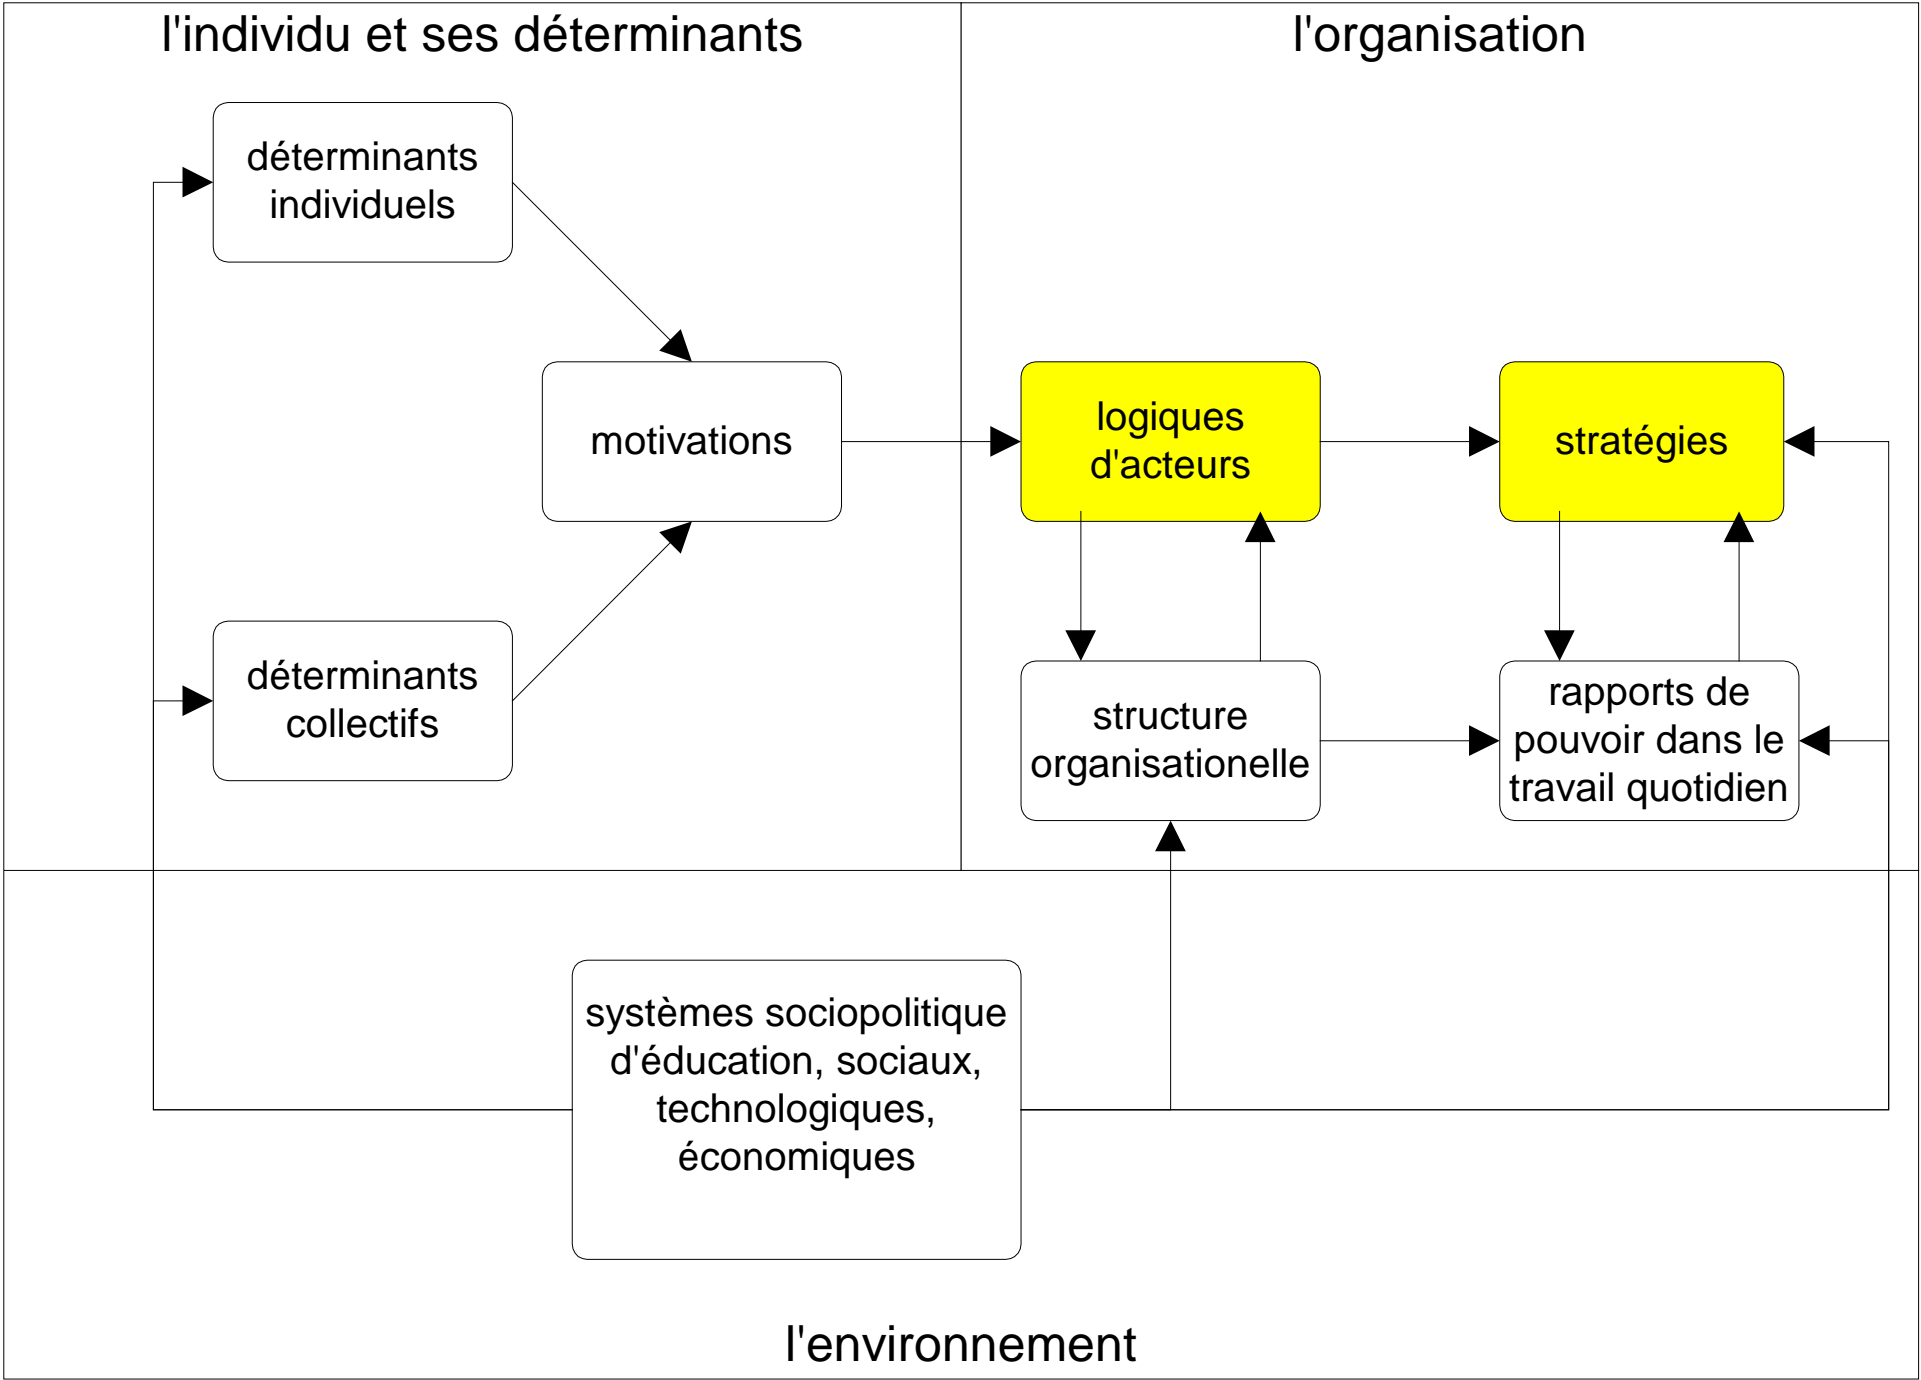 l'individu et ses déterminants
l'organisation
déterminants
individuels
motivations
logiques
d'acteurs
stratégies
déterminants
collectifs
structure
organisationelle
rapports de
pouvoir dans le
travail quotidien
systèmes sociopolitique
d'éducation, sociaux,
technologiques,
économiques
l'environnement